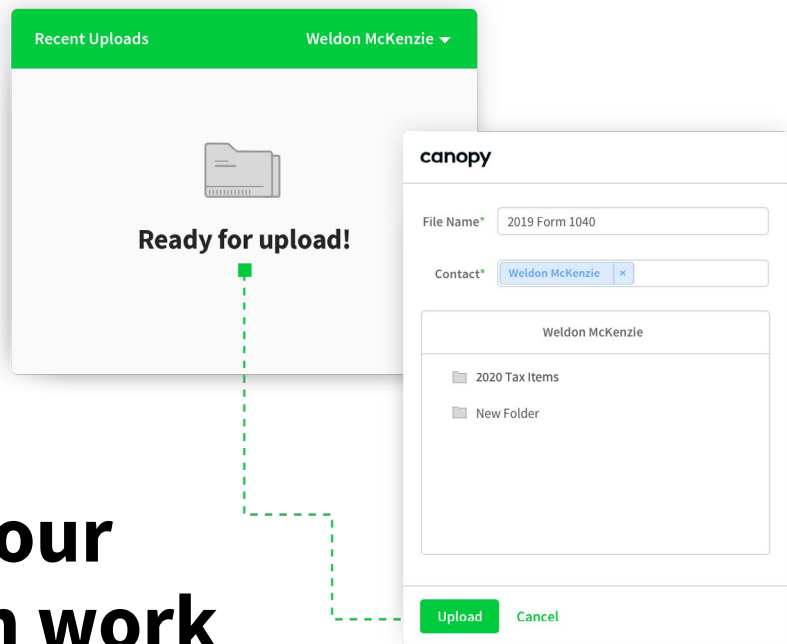 Recent Uploads
Weldon McKenzie
Ready for upload!
canopy
File Name* 2019 Form 1040
Contact* Weldon McKenzie ×
Weldon McKenzie
2020 Tax Items
New Folder
Upload Cancel
our
work